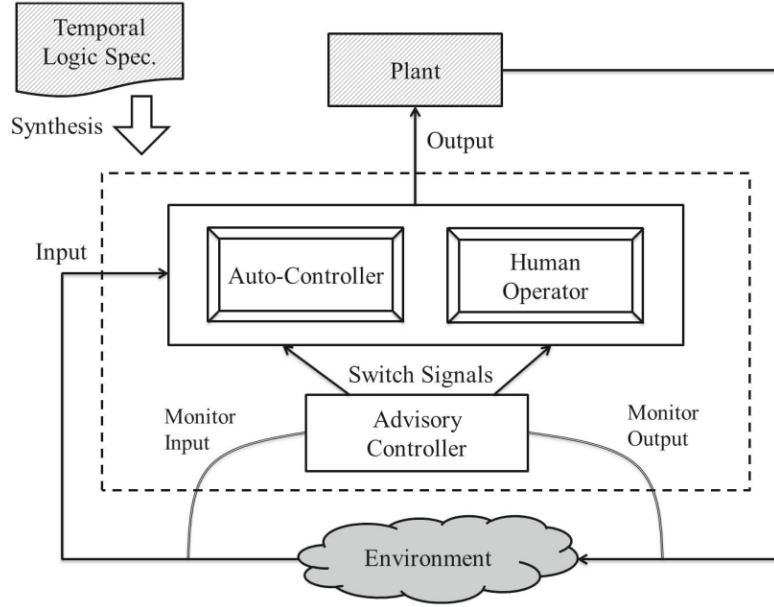 Temporal
Logic Spec.
Plant
Synthesis
Output
Input
Auto-Controller
Human
Operator
Switch Signals
Monitor
Input
Advisory
Controller
Monitor
Output
Environment